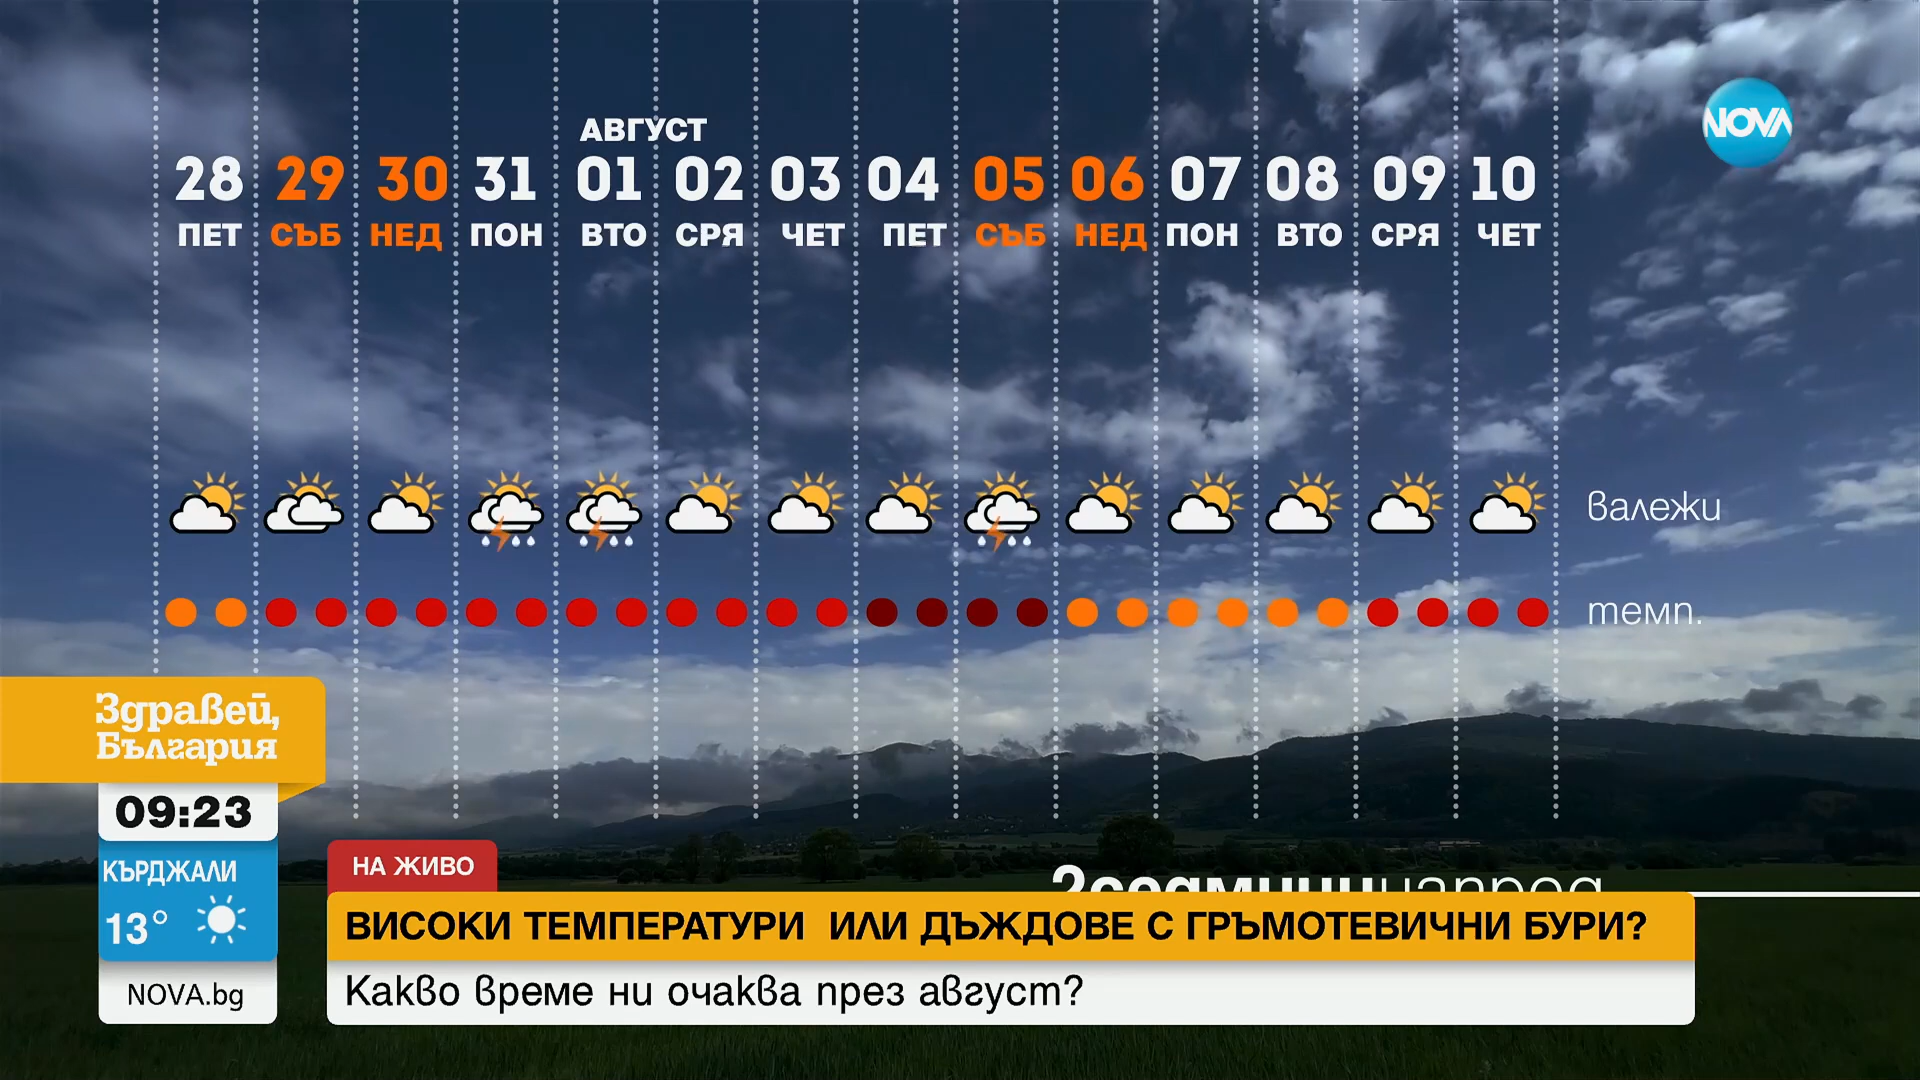 АВГУСТ
28 29 30 31 01 02 03 04 05 06 07 08 09 10
ПЕТ СЪБ НЕД ПОН ВТО СРЯ ЧЕТ ПЕТ СЪБ НЕД ПОН ВТО СРЯ ЧЕТ
NOVA
валежи
темп.
Здравей,
България
09:23
КЪРДЖАЛИ
13°
NOVA.bg
НА ЖИВО
2седмицинапред
ВИСОКИ ТЕМПЕРАТУРИ ИЛИ ДЪЖДОВЕ С ГРЪМОТЕВИЧНИ БУРИ?
Какво време ни очаква през август?